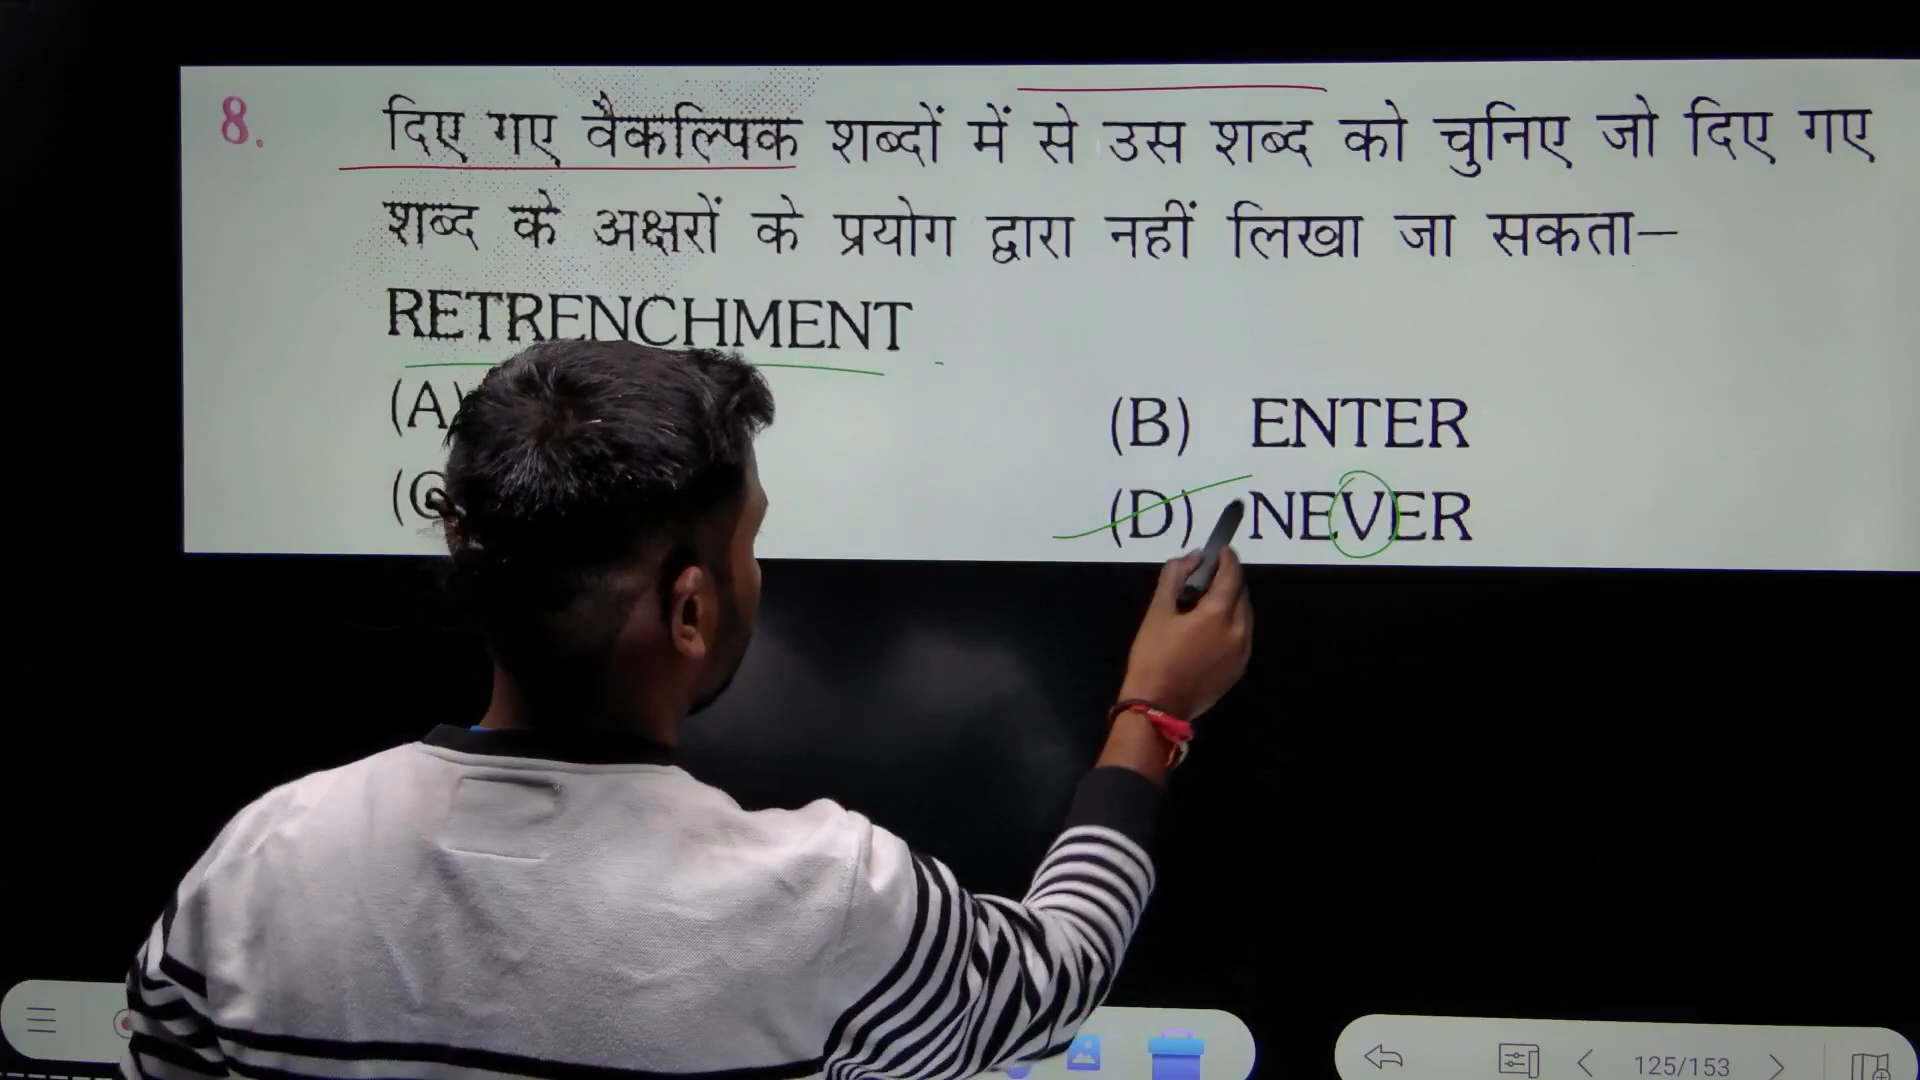 8. दिए गए वैकल्पिक शब्दों में से उस शब्द को चुनिए जो दिए गए
शब्द के अक्षरों के प्रयोग द्वारा नहीं लिखा जा सकता–
RETRENCHMENT
(A) (B) ENTER
(D) NEVER
125/153